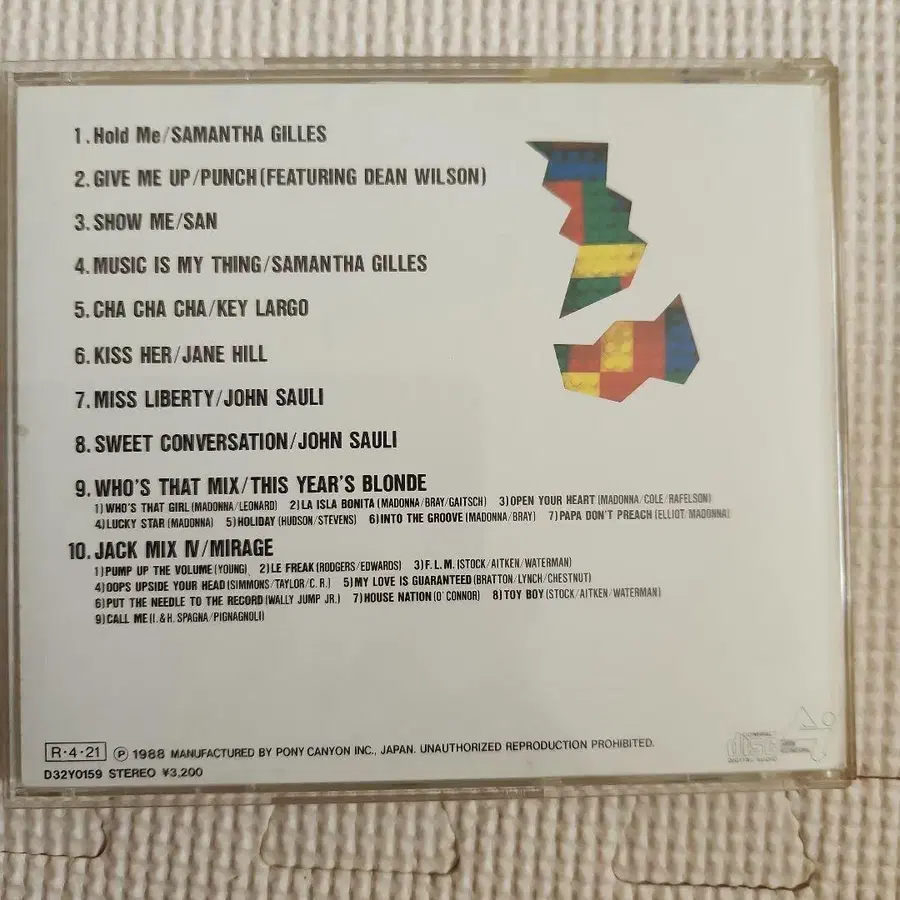 1. Hold Me/SAMANTHA GILLES
2. GIVE ME UP/PUNCH(FEATURING DEAN WILSON)
3. SHOW ME/SAN
4. MUSIC IS MY THING/SAMANTHA GILLES
5. CHA CHA CHA/KEY LARGO
6. KISS HER/JANE HILL
7. MISS LIBERTY/JOHN SAULI
8. SWEET CONVERSATION/JOHN SAULI
9. WHO'S THAT MIX/THIS YEAR'S BLONDE
1)WHO'S THAT GIRL(MADONNA/LEONARD) 2)LA ISLA BONITA(MADONNA/BRAY/GAITSCH) 3)OPEN YOUR HEART(MADONNA/COLE/RAFELSON)
4)LUCKY STAR(MADONNA) 5)HOLIDAY(HUDSON/STEVENS) 6)INTO THE GROOVE(MADONNA/BRAY) 7)PAPA DON'T PREACH(ELLIOT/MADONNA)
10. JACK MIX IV/MIRAGE
1)PUMP UP THE VOLUME(YOUNG) 2)LE FREAK(RODGERS/EDWARDS) 3)F.L.M.(STOCK/AITKEN/WATERMAN)
4)OOPS UPSIDE YOUR HEAD(SIMMONS/TAYLOR/C.R.) 5)MY LOVE IS GUARANTEED(BRATTON/LYNCH/CHESTNUT)
6)PUT THE NEEDLE TO THE RECORD(WALLY JUMP JR.) 7)HOUSE NATION(O'CONNOR) 8)TOY BOY(STOCK/AITKEN/WATERMAN)
9)CALL ME(I.&H. SPAGNA/PIGNAGNOLI)
R・4・21 Ⓟ 1988 MANUFACTURED BY PONY CANYON INC., JAPAN. UNAUTHORIZED REPRODUCTION PROHIBITED.
D32Y0159 STEREO ¥3,200
COMPACT
disc
DIGITAL AUDIO